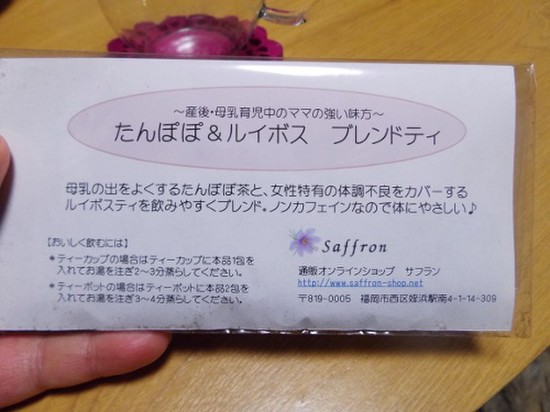 ～産後・母乳育児中のママの強い味方～
たんぽぽ＆ルイボス　ブレンドティ
母乳の出をよくするたんぽぽ茶と、女性特有の体調不良をカバーする
ルイボスティを飲みやすくブレンド。ノンカフェインなので体にやさしい♪
【おいしく飲むには】
＊ティーカップの場合はティーカップに本品1包を
入れてお湯を注ぎ2～3分蒸らしてください。
＊ティーポットの場合はティーポットに本品2包を
入れてお湯を注ぎ3～4分蒸らしてください。
Saffron
通販オンラインショップ　サフラン
http://www.saffron-shop.net
〒819-0005　福岡市西区姪浜駅南4-1-14-309